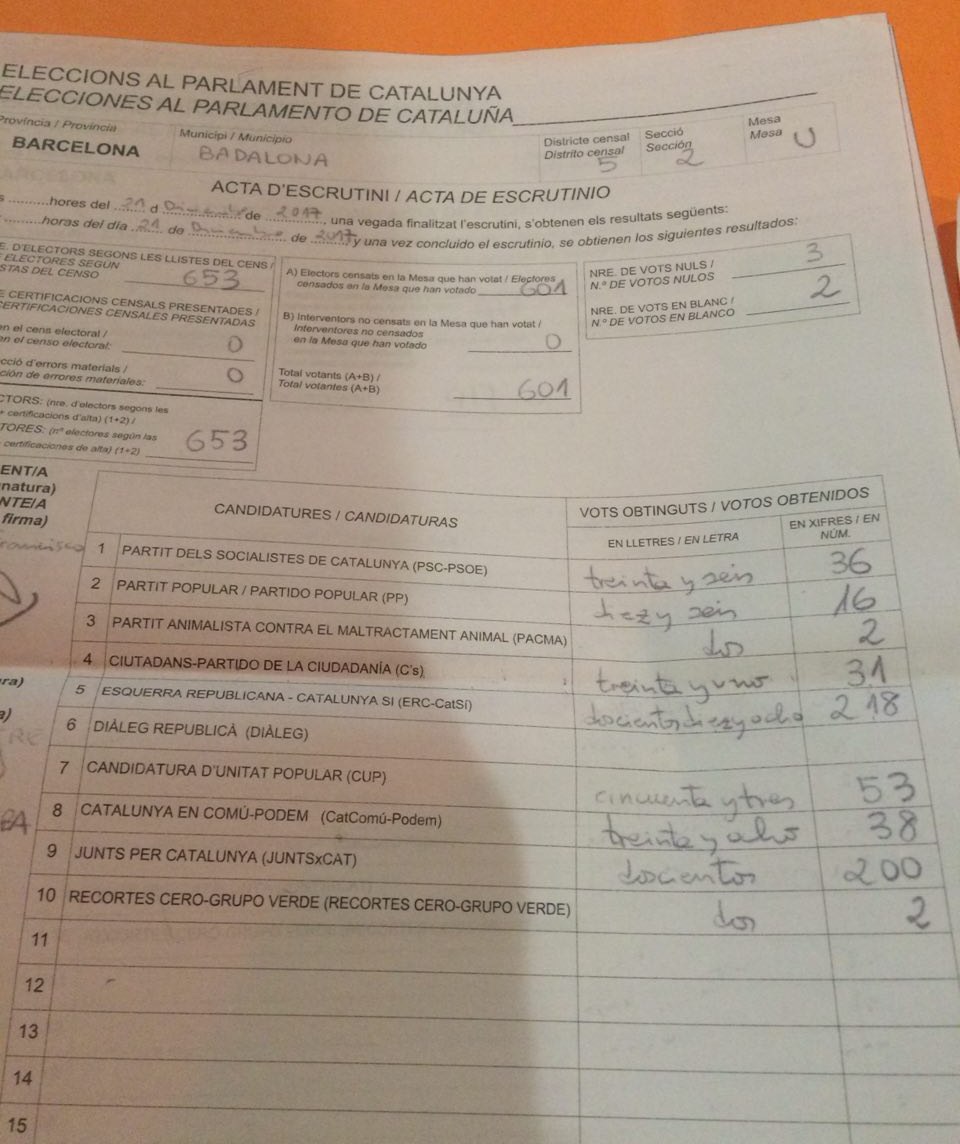 ELECCIONS AL PARLAMENT DE CATALUNYA
ELECCIONES AL PARLAMENTO DE CATALUÑA
Província / Provincia
BARCELONA
Municipi / Municipio
BADALONA
Districte censal
Distrito censal
5
Secció
Sección
2
Mesa
Mesa
U
ACTA D'ESCRUTINI / ACTA DE ESCRUTINIO
hores del 21 d de 2017, una vegada finalitzat l'escrutini, s'obtenen els resultats següents:
horas del día 21 de de 2017 y una vez concluido el escrutinio, se obtienen los siguientes resultados:
E. D'ELECTORS SEGONS LES LLISTES DEL CENS /
ELECTORES SEGÚN
STAS DEL CENSO
653
E CERTIFICACIONS CENSALS PRESENTADES /
CERTIFICACIONES CENSALES PRESENTADAS
en el cens electoral /
en el censo electoral:
0
cció d'errors materials /
ción de errores materiales:
0
CTORS: (nre. d'electors segons les
+ certificacions d'alta) (1+2) /
TORES: (nº electores según las
certificaciones de alta) (1+2)
653
A) Electors censats en la Mesa que han votat / Electores
censados en la Mesa que han votado
601
B) Interventors no censats en la Mesa que han votat /
Interventores no censados
en la Mesa que han votado
0
Total votants (A+B) /
Total votantes (A+B)
601
NRE. DE VOTS NULS /
N.º DE VOTOS NULOS
3
NRE. DE VOTS EN BLANC /
N.º DE VOTOS EN BLANCO
2
ENT/A
natura)
NTE/A
firma)
ra)
a)
CANDIDATURES / CANDIDATURAS
VOTS OBTINGUTS / VOTOS OBTENIDOS
EN LLETRES / EN LETRA
EN XIFRES / EN
NÚM.
1 PARTIT DELS SOCIALISTES DE CATALUNYA (PSC-PSOE) treinta y seis 36
2 PARTIT POPULAR / PARTIDO POPULAR (PP) diez y seis 16
3 PARTIT ANIMALISTA CONTRA EL MALTRACTAMENT ANIMAL (PACMA) dos 2
4 CIUTADANS-PARTIDO DE LA CIUDADANÍA (C's) treinta y uno 31
5 ESQUERRA REPUBLICANA - CATALUNYA SI (ERC-CatSí) docientos diez y ocho 218
6 DIÀLEG REPUBLICÀ (DIÀLEG)
7 CANDIDATURA D'UNITAT POPULAR (CUP) cincuenta y tres 53
8 CATALUNYA EN COMÚ-PODEM (CatComú-Podem) treinta y ocho 38
9 JUNTS PER CATALUNYA (JUNTSxCAT) docientos 200
10 RECORTES CERO-GRUPO VERDE (RECORTES CERO-GRUPO VERDE) dos 2
11
12
13
14
15